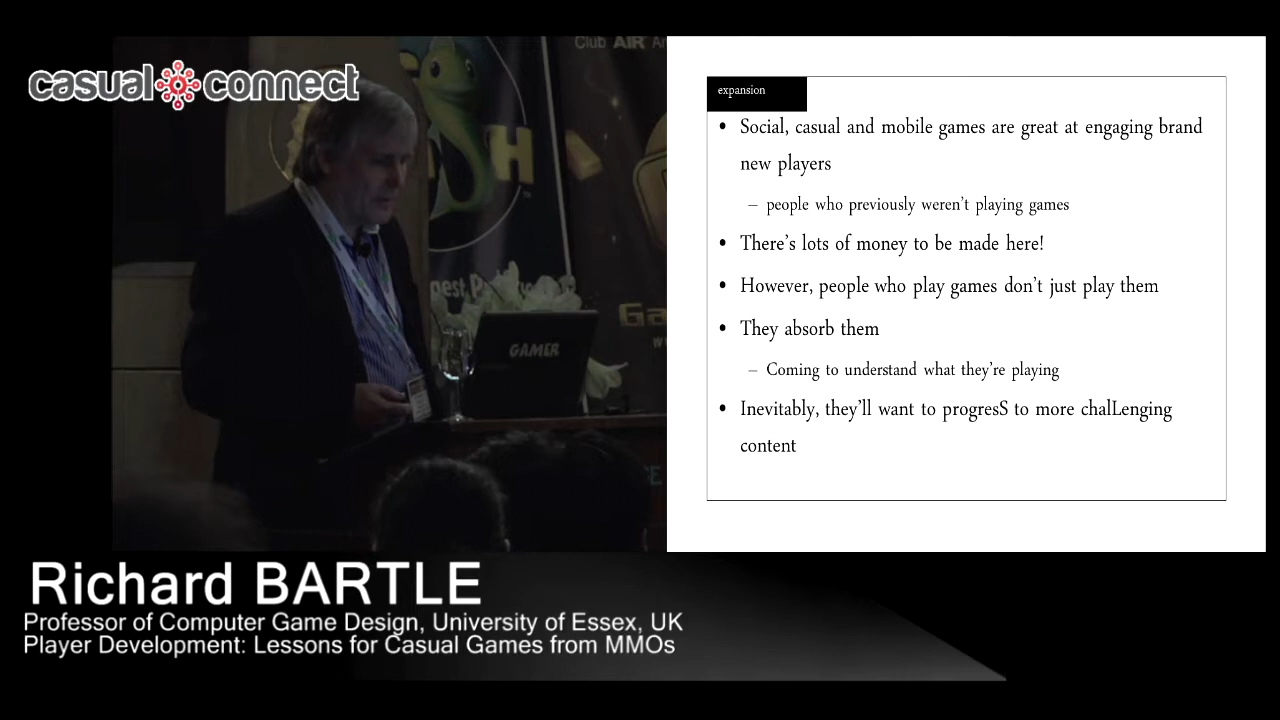 casual connect
Club AIR
H
GAMER
expansion
• Social, casual and mobile games are great at engaging brand
new players
– people who previously weren't playing games
• There's lots of money to be made here!
• However, people who play games don't just play them
• They absorb them
– Coming to understand what they're playing
• Inevitably, they'll want to progresS to more chalLenging
content
Richard BARTLE
Professor of Computer Game Design, University of Essex, UK
Player Development: Lessons for Casual Games from MMOs